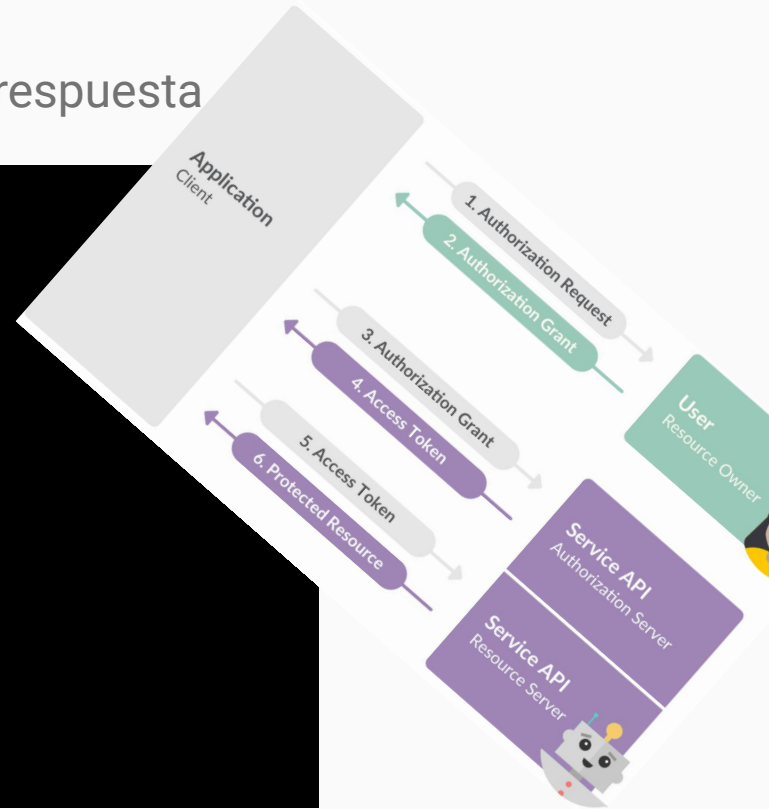 respuesta
Application
Client
1. Authorization Request
2. Authorization Grant
3. Authorization Grant
4. Access Token
5. Access Token
6. Protected Resource
User
Resource Owner
Service API
Authorization Server
Service API
Resource Server